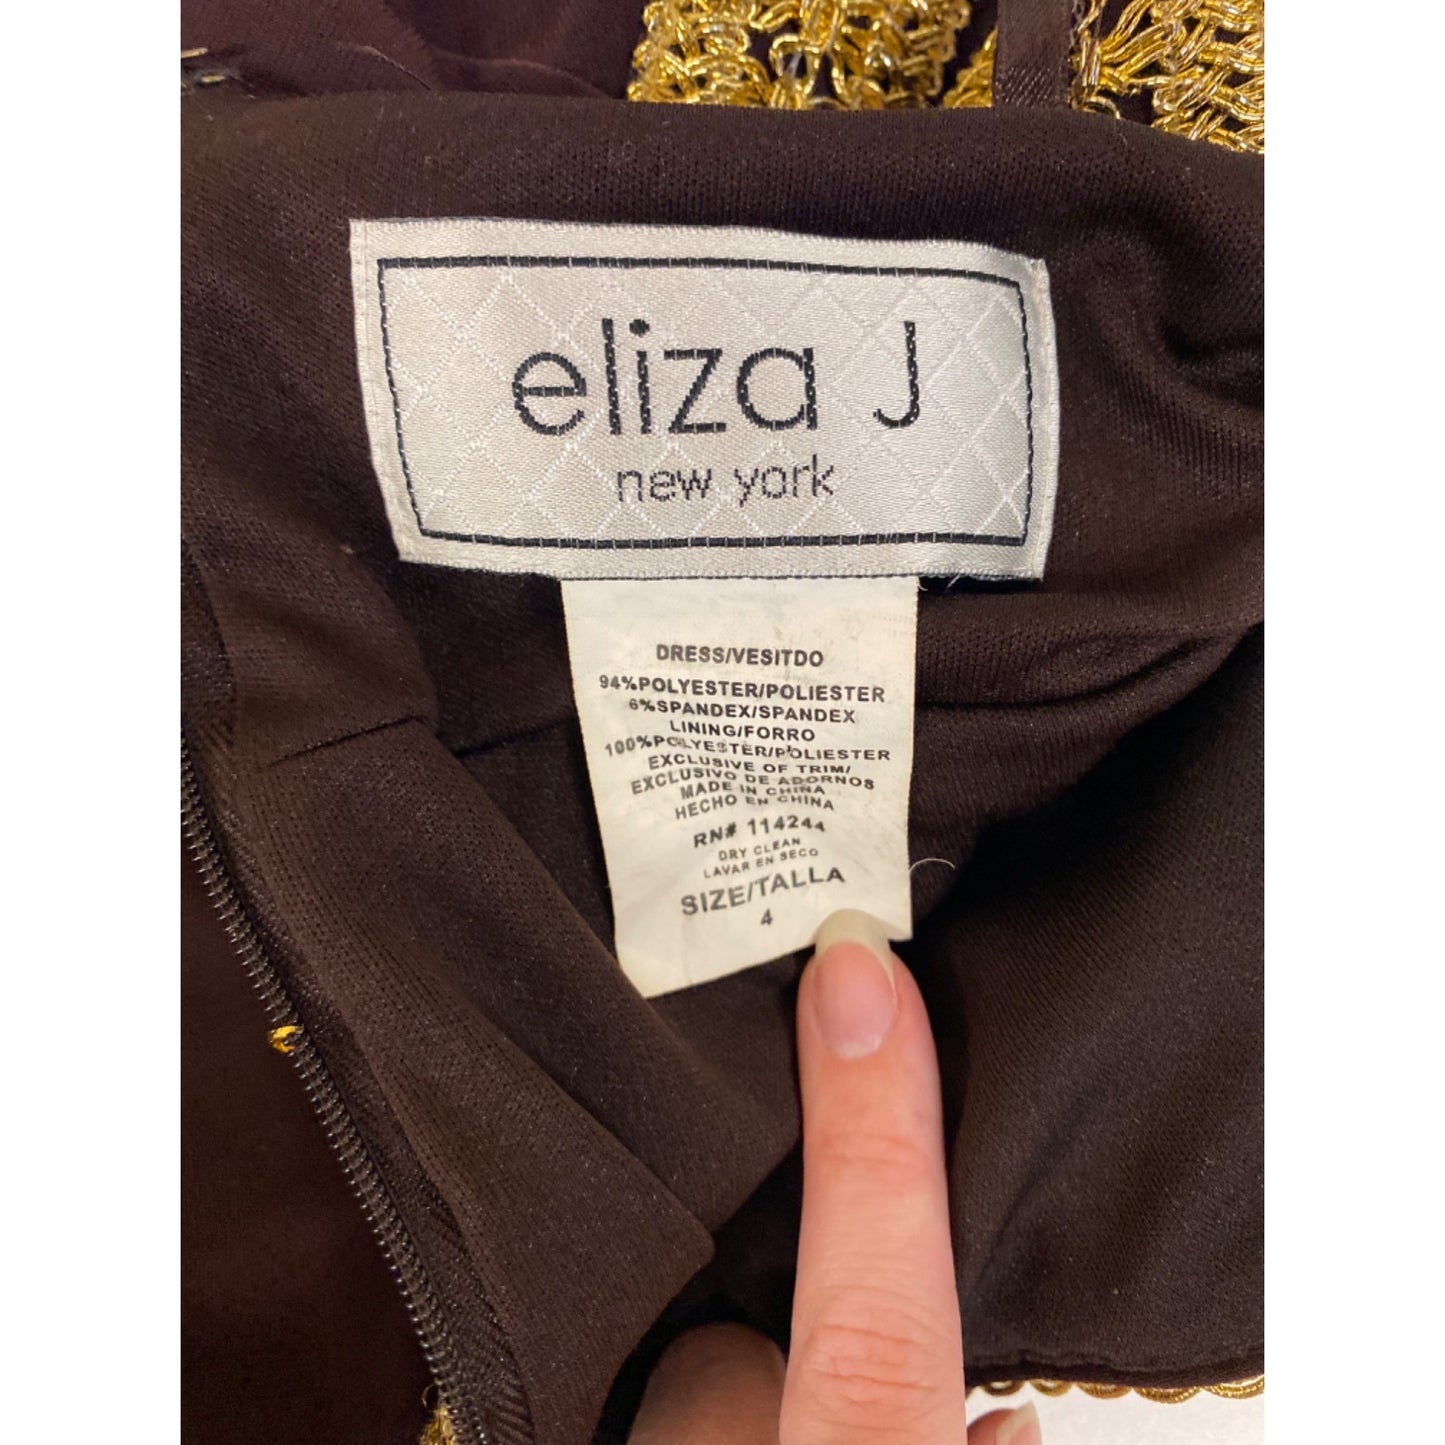 eliza J
new york
DRESS/VESITDO
94%POLYESTER/POLIESTER
6%SPANDEX/SPANDEX
LINING/FORRO
100%POLYESTER/POLIESTER
EXCLUSIVE OF TRIM/
EXCLUSIVO DE ADORNOS
MADE IN CHINA
HECHO EN CHINA
RN# 114244
DRY CLEAN
LAVAR EN SECO
SIZE/TALLA
4